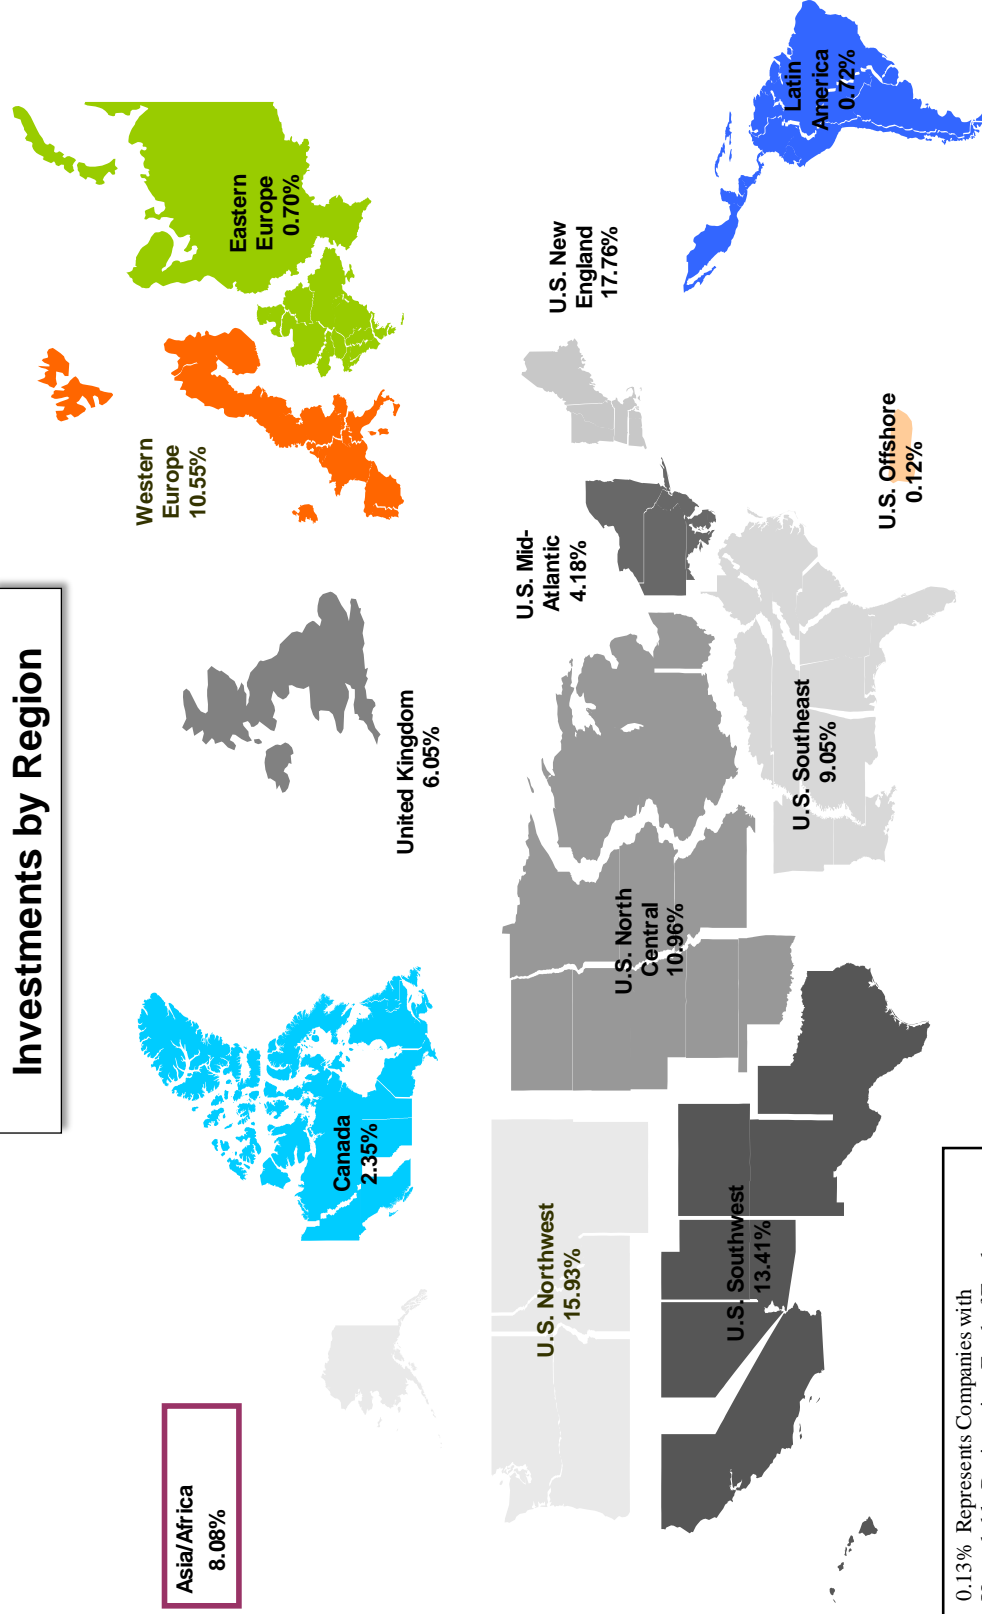 Investments by Region
Asia/Africa
8.08%
Canada
2.35%
United Kingdom
6.05%
Western
Europe
10.55%
Eastern
Europe
0.70%
U.S. Northwest
15.93%
U.S. North
Central
10.96%
U.S. Mid-
Atlantic
4.18%
U.S. New
England
17.76%
U.S. Southwest
13.41%
U.S. Southeast
9.05%
U.S. Offshore
0.12%
Latin
America
0.72%
0.13% Represents Companies with